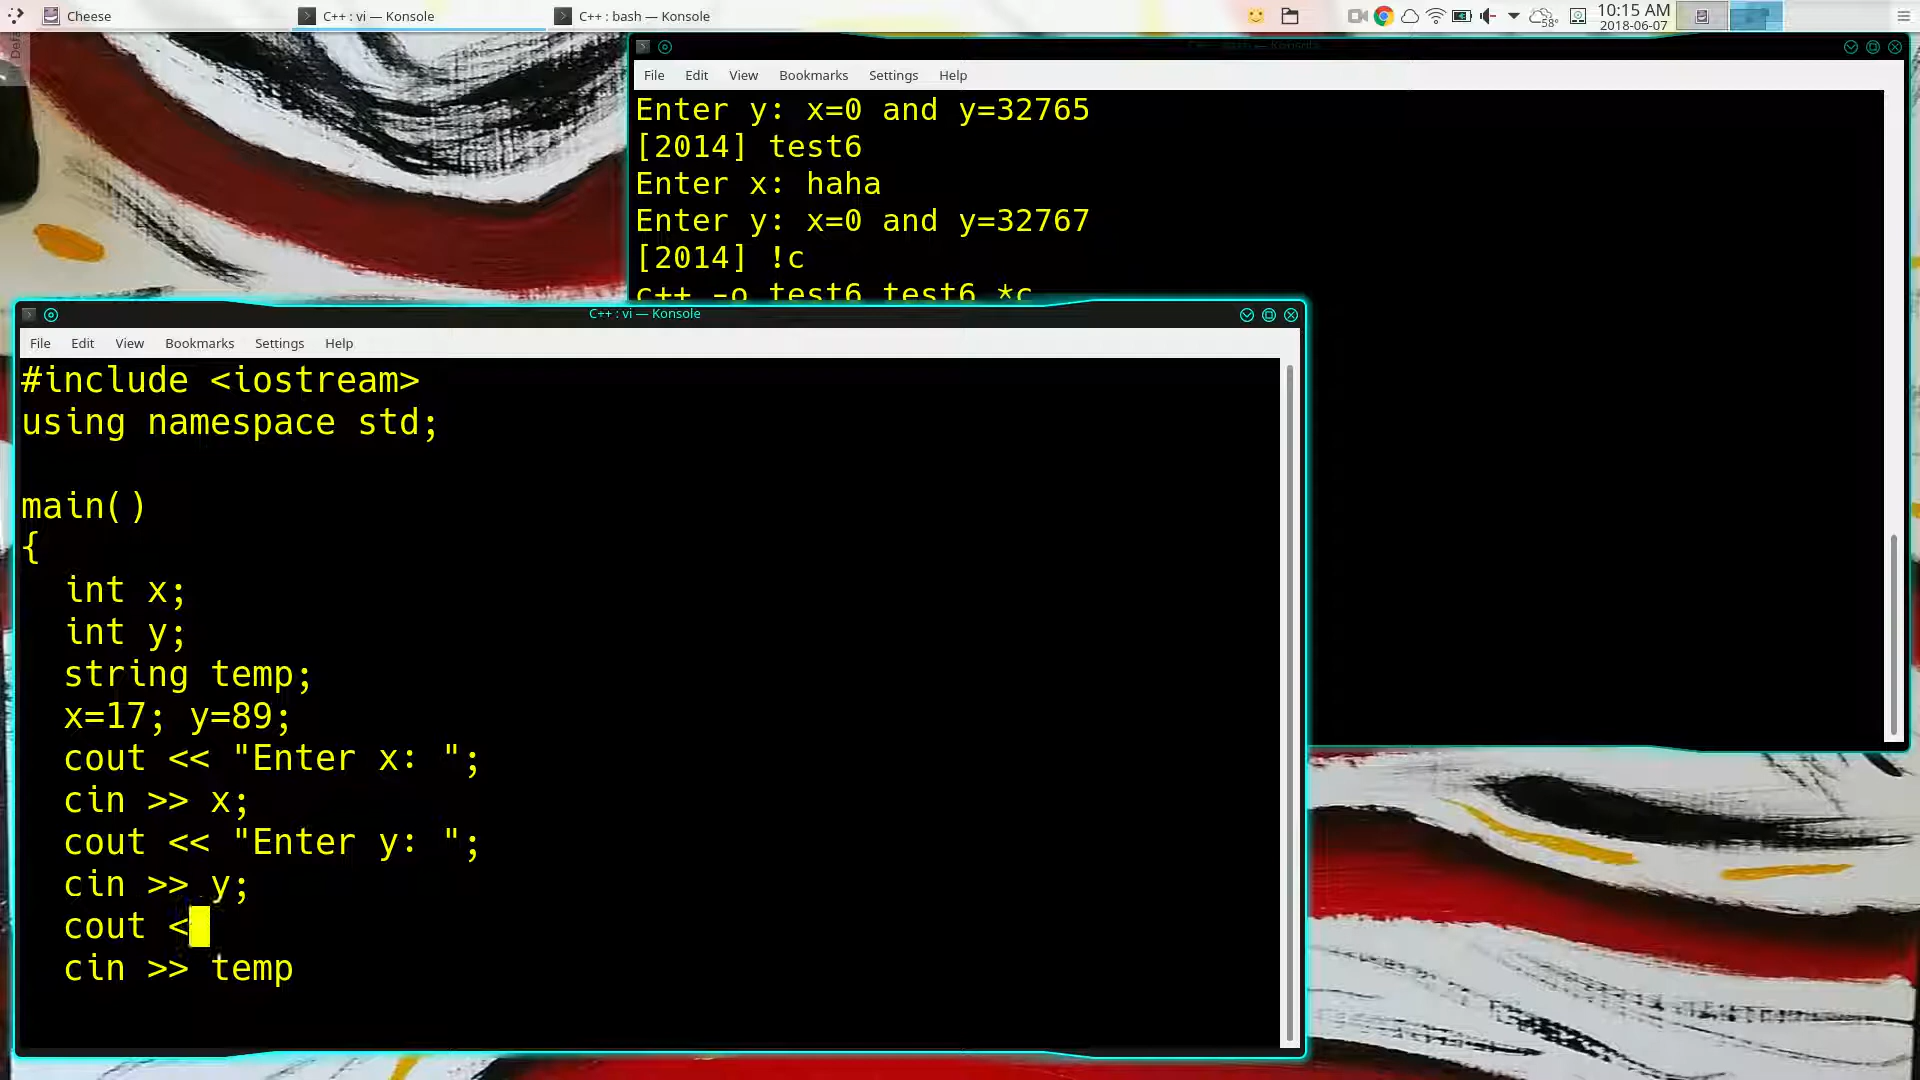 Cheese
C++ : vi — Konsole
C++ : bash — Konsole
58°
10:15 AM
2018-06-07
File Edit View Bookmarks Settings Help
Enter y: x=0 and y=32765
[2014] test6
Enter x: haha
Enter y: x=0 and y=32767
[2014] !c
c++ -o test6 test6 *c
C++ : vi — Konsole
File Edit View Bookmarks Settings Help
#include <iostream>
using namespace std;
main()
{
int x;
int y;
string temp;
x=17; y=89;
cout << "Enter x: ";
cin >> x;
cout << "Enter y: ";
cin >> y;
cout <
cin >> temp